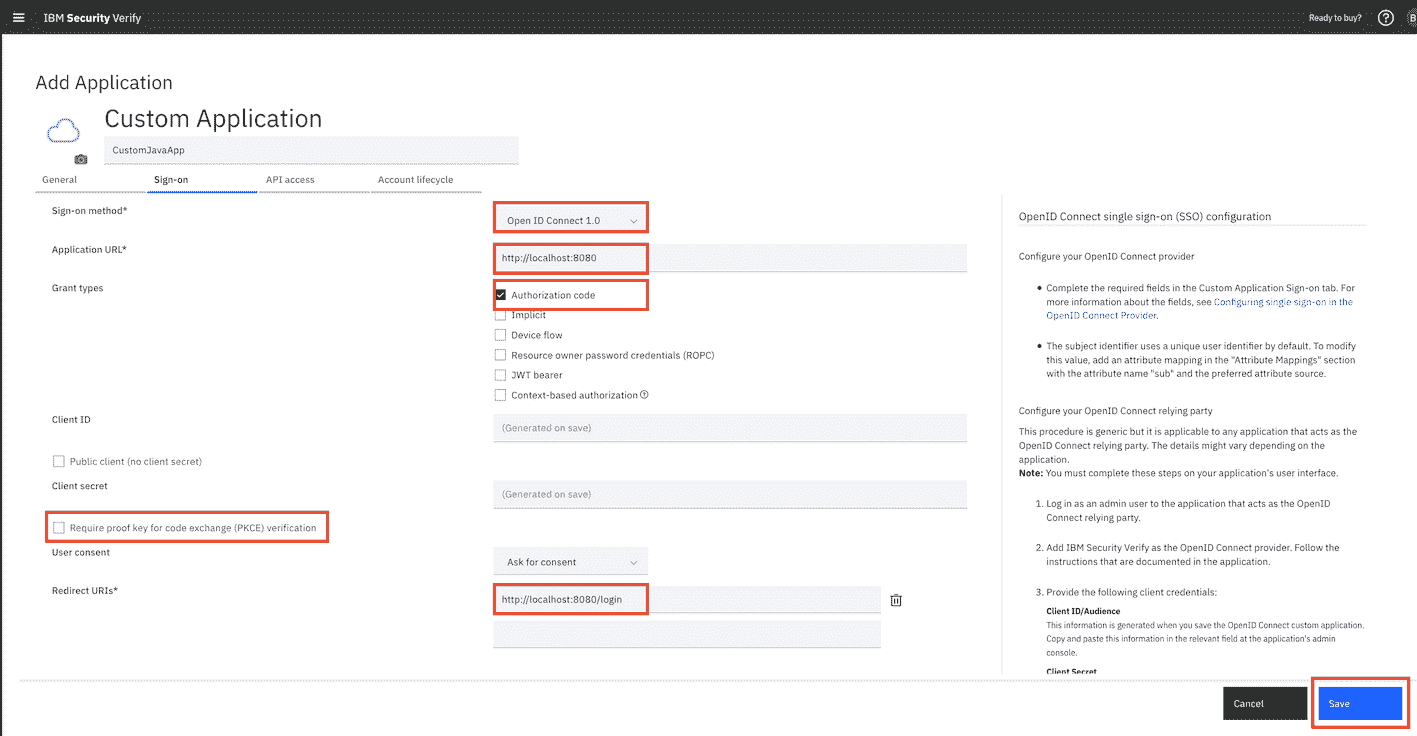 IBM Security Verify
Ready to buy?
B
Add Application
Custom Application
CustomJavaApp
General
Sign-on
API access
Account lifecycle
Sign-on method*
Open ID Connect 1.0
Application URL*
http://localhost:8080
Grant types
Authorization code
Implicit
Device flow
Resource owner password credentials (ROPC)
JWT bearer
Context-based authorization
Client ID
(Generated on save)
Public client (no client secret)
Client secret
(Generated on save)
Require proof key for code exchange (PKCE) verification
User consent
Ask for consent
Redirect URIs*
http://localhost:8080/login
OpenID Connect single sign-on (SSO) configuration
Configure your OpenID Connect provider
• Complete the required fields in the Custom Application Sign-on tab. For
more information about the fields, see Configuring single sign-on in the
OpenID Connect Provider.
• The subject identifier uses a unique user identifier by default. To modify
this value, add an attribute mapping in the "Attribute Mappings" section
with the attribute name "sub" and the preferred attribute source.
Configure your OpenID Connect relying party
This procedure is generic but it is applicable to any application that acts as the
OpenID Connect relying party. The details might vary depending on the
application.
Note: You must complete these steps on your application's user interface.
1. Log in as an admin user to the application that acts as the OpenID
Connect relying party.
2. Add IBM Security Verify as the OpenID Connect provider. Follow the
instructions that are documented in the application.
3. Provide the following client credentials:
Client ID/Audience
This information is generated when you save the OpenID Connect custom application.
Copy and paste this information in the relevant field at the application's admin
console.
Client Secret
Cancel
Save